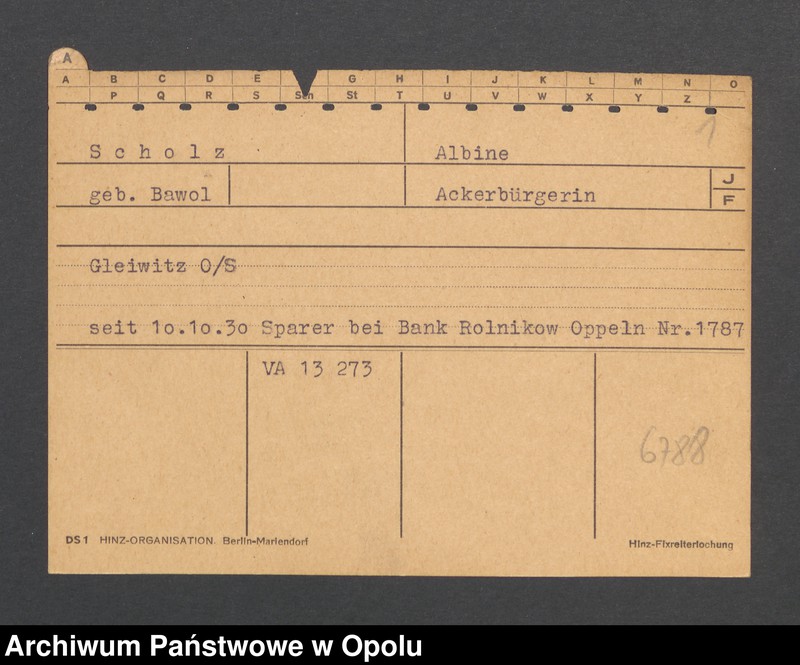 A
A B C D E G H I J K L M N O
P Q R S Sch St T U V W X Y Z
1
Scholz Albine
geb. Bawol Ackerbürgerin J
F
Gleiwitz O/S
seit 1o.1o.3o Sparer bei Bank Rolnikow Oppeln Nr.1787
VA 13 273
6788
DS 1 HINZ-ORGANISATION. Berlin-Mariendorf Hinz-Fixreiterlochung
Archiwum Państwowe w Opolu